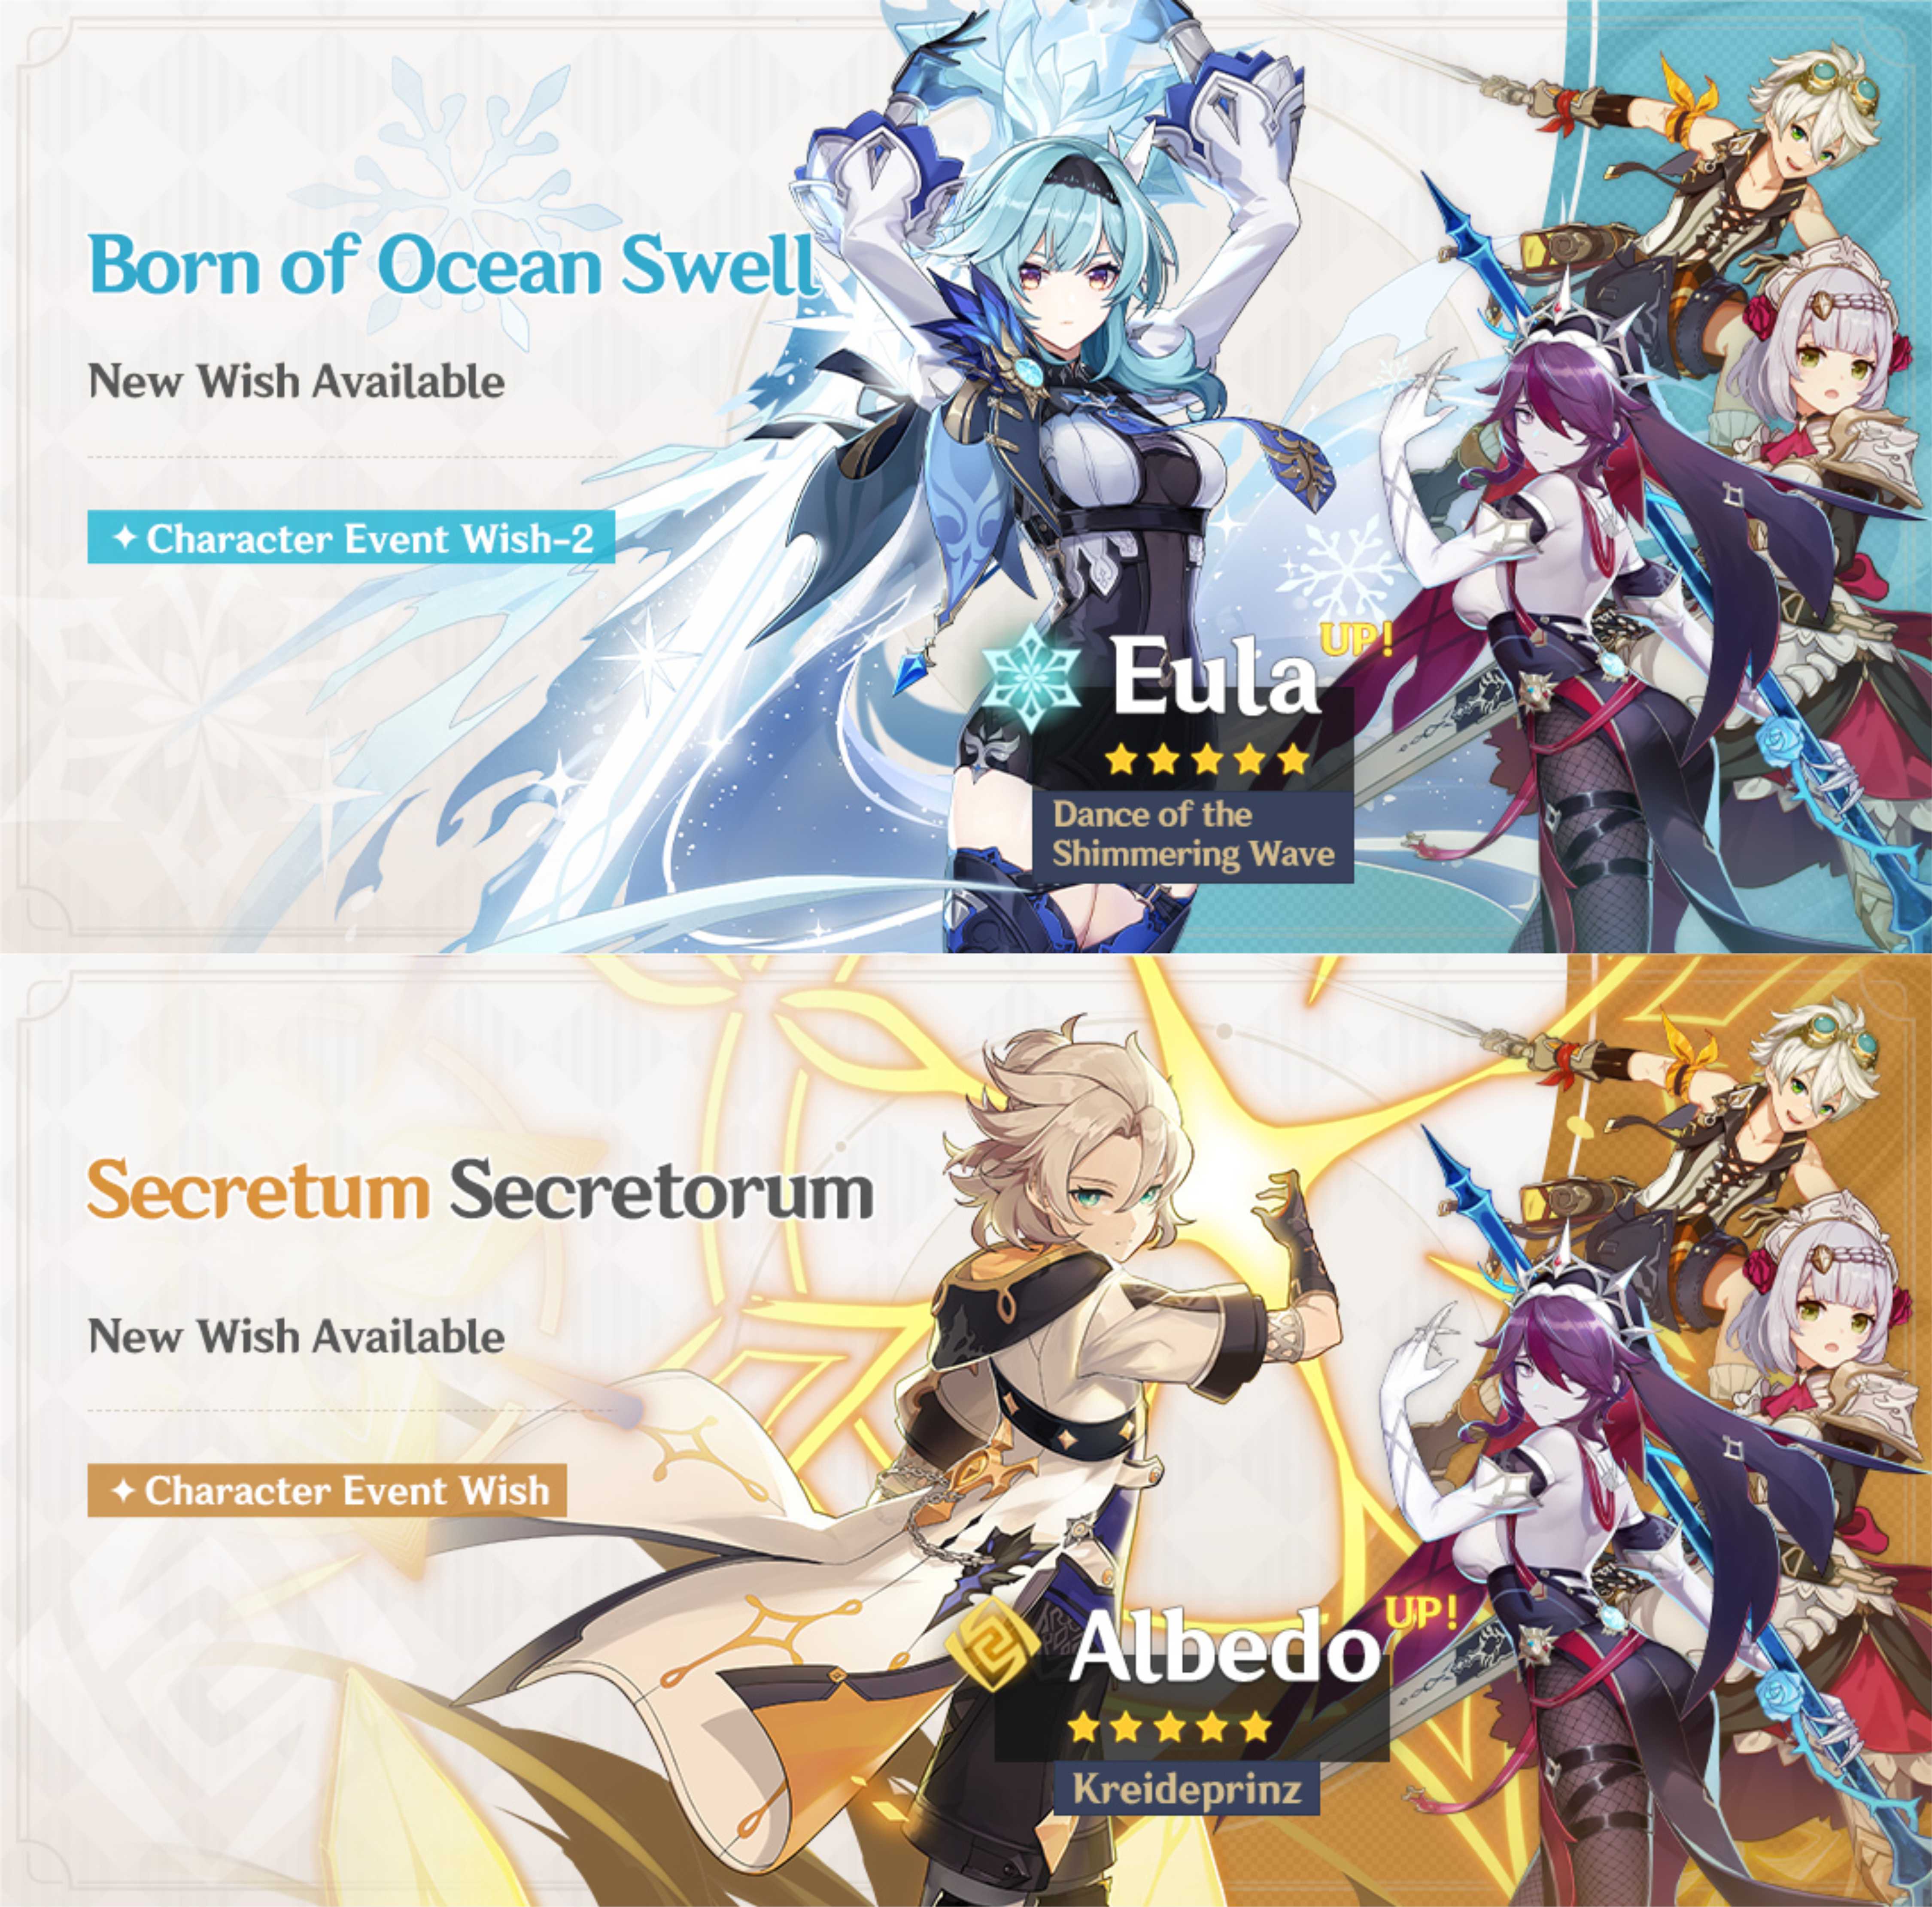 Born of Ocean Swell
New Wish Available
✦ Character Event Wish-2
Eula UP!
★★★★★
Dance of the
Shimmering Wave
Secretum Secretorum
New Wish Available
✦ Character Event Wish
Albedo UP!
★★★★★
Kreideprinz